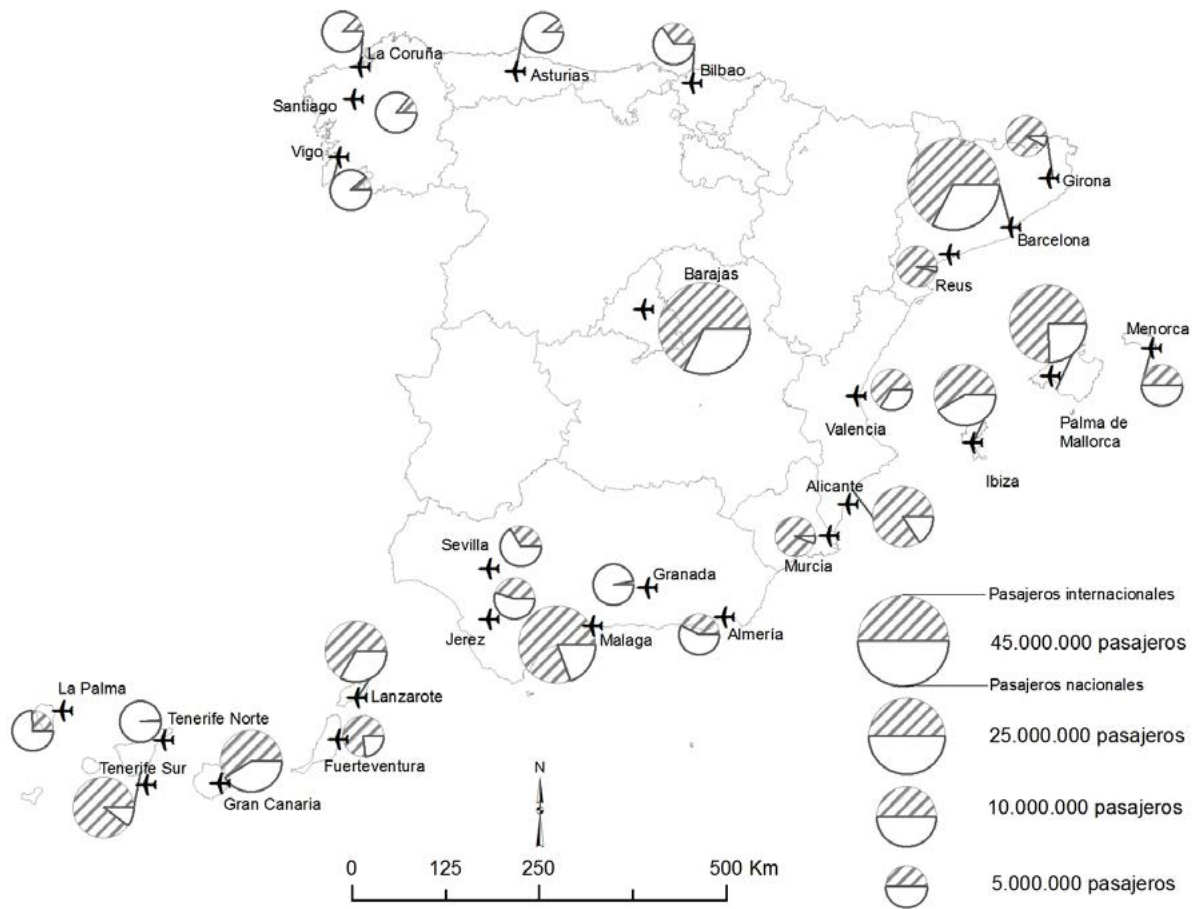 La Coruña
Asturias
Bilbao
Santiago
Vigo
Girona
Barcelona
Reus
Barajas
Menorca
Palma de
Mallorca
Valencia
Ibiza
Alicante
Murcia
Sevilla
Granada
Jerez
Malaga
Almería
Lanzarote
La Palma
Tenerife Norte
Fuerteventura
Tenerife Sur
Gran Canaria
Pasajeros internacionales
45.000.000 pasajeros
Pasajeros nacionales
25.000.000 pasajeros
10.000.000 pasajeros
5.000.000 pasajeros
N
0 125 250 500 Km